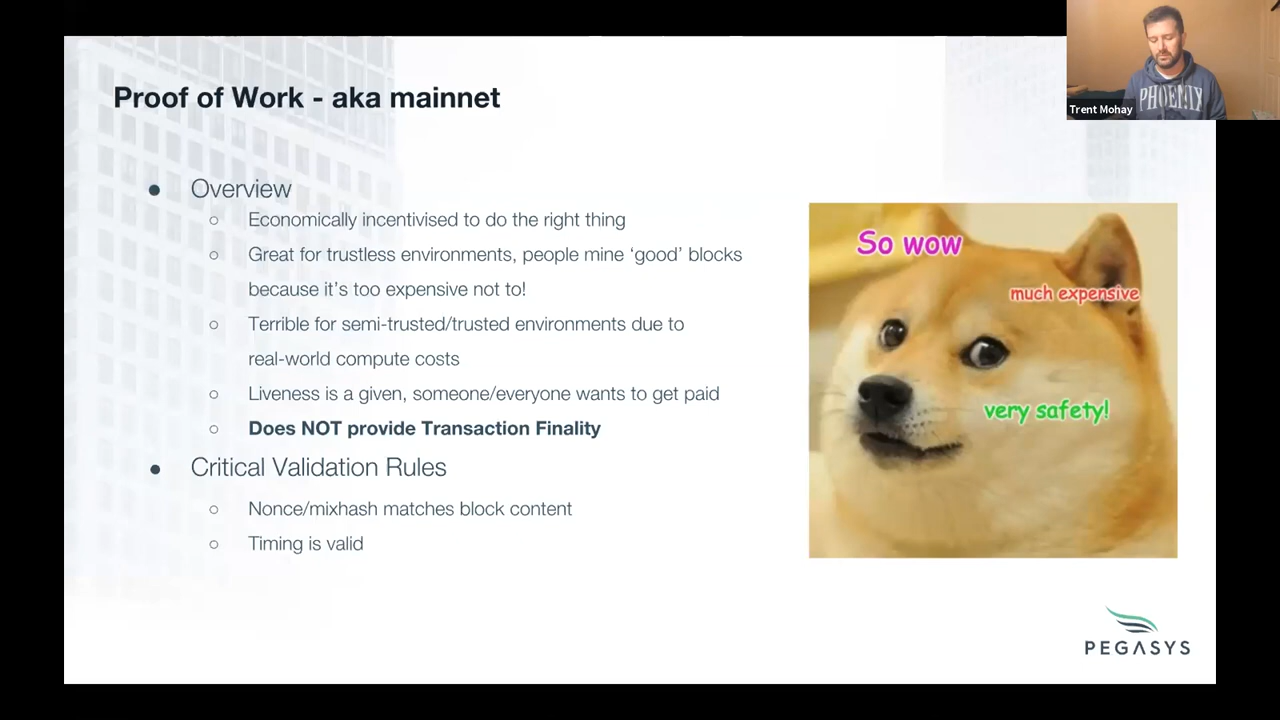 Proof of Work - aka mainnet
● Overview
○ Economically incentivised to do the right thing
○ Great for trustless environments, people mine ‘good’ blocks
because it’s too expensive not to!
○ Terrible for semi-trusted/trusted environments due to
real-world compute costs
○ Liveness is a given, someone/everyone wants to get paid
○ Does NOT provide Transaction Finality
● Critical Validation Rules
○ Nonce/mixhash matches block content
○ Timing is valid
So wow
much expensive
very safety!
PEGASYS
PHOENIX
Trent Mohay